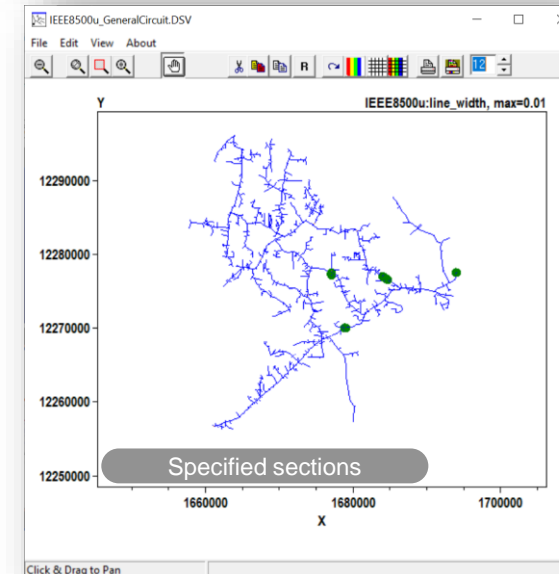 IEEE8500u_GeneralCircuit.DSV
File Edit View About
R
12
Y
IEEE8500u:line_width, max=0.01
12290000
12280000
12270000
12260000
12250000
Specified sections
1660000 1680000 1700000
X
Click & Drag to Pan